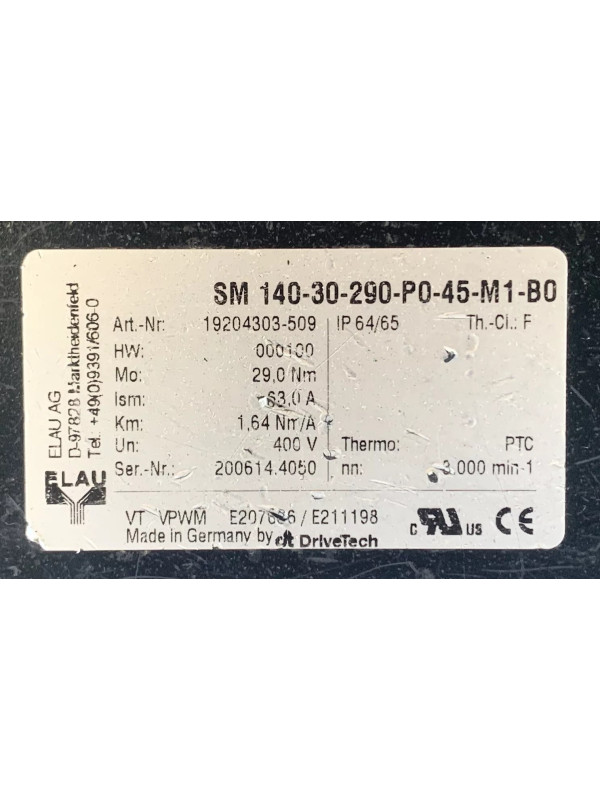 SM 140-30-290-P0-45-M1-B0
Art.-Nr: 19204303-509 IP 64/65 Th.-Cl.: F
HW: 000100
Mo: 29,0 Nm
Ism: 63,0 A
Km: 1,64 Nm/A
Un: 400 V Thermo: PTC
Ser.-Nr.: 200614.4050 nn: 3.000 min-1
VT VPWM / E211198
Made in Germany by dt DriveTech
c UL us CE
ELAU AG
D-97828 Marktheidenfeld
Tel. +49(0)9391/606-0
ELAU